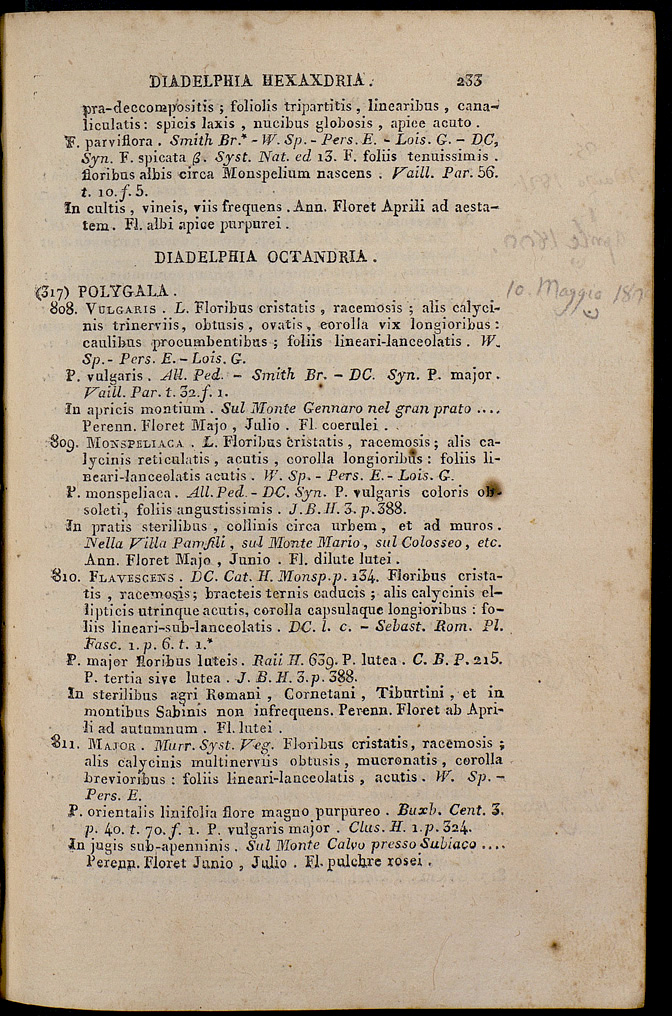 DIADELPHIA HEXAXDRIA. 233
pra-deccompositis ; foliolis tripartitis , linearibus , cana-
liculatis : spicis laxis , nucibus globosis , apice acuto .
F. parviflora . Smith Br.* - W. Sp. - Pers. E. - Lois. G. - DC,
Syn. F. spicata β. Syst. Nat. ed 13. F. foliis tenuissimis .
floribus albis circa Monspelium nascens . Vaill. Par. 56.
t. 10. f. 5.
In cultis , vineis, viis frequens . Ann. Floret Aprili ad aesta-
tem. Fl. albi apice purpurei .
DIADELPHIA OCTANDRIA .
(317) POLYGALA .
10. Maggio
808. VULGARIS . L. Floribus cristatis , racemosis ; alis calyci-
nis trinerviis, obtusis , ovatis , corolla vix longioribus :
caulibus procumbentibus ; foliis lineari-lanceolatis . W.
Sp. - Pers. E. - Lois. G.
P. vulgaris . All. Ped. - Smith Br. - DC. Syn. P. major .
Vaill. Par. t. 32. f. 1.
In apricis montium . Sul Monte Gennaro nel gran prato ....
Perenn. Floret Majo , Julio . Fl. coerulei .
809. MONSPELIACA . L. Floribus cristatis , racemosis; alis ca-
lycinis reticulatis , acutis , corolla longioribus : foliis li-
neari-lanceolatis acutis . W. Sp. - Pers. E. - Lois. G.
P. monspeliaca . All. Ped. - DC. Syn. P. vulgaris coloris ob-
soleti, foliis angustissimis . J. B. H. 3. p. 388.
In pratis sterilibus , collinis circa urbem, et ad muros .
Nella Villa Pamfili , sul Monte Mario , sul Colosseo , etc.
Ann. Floret Majo , Junio . Fl. dilute lutei .
810. FLAVESCENS . DC. Cat. H. Monsp. p. 134. Floribus crista-
tis , racemosis; bracteis ternis caducis ; alis calycinis el-
lipticis utrinque acutis, corolla capsulaque longioribus : fo-
liis lineari-sub-lanceolatis . DC. l. c. - Sebast. Rom. Pl.
Fasc. 1. p. 6. t. 1.*
P. major floribus luteis . Raii H. 639. P. lutea . C. B. P. 215.
P. tertia sive lutea . J. B. H. 3. p. 388.
In sterilibus agri Romani , Cornetani , Tiburtini , et in
montibus Sabinis non infrequens. Perenn. Floret ab Apri-
li ad autumnum . Fl. lutei .
811. MAJOR . Murr. Syst. Veg. Floribus cristatis, racemosis ;
alis calycinis multinerviis obtusis , mucronatis , corolla
brevioribus : foliis lineari-lanceolatis , acutis . W. Sp. -
Pers. E.
P. orientalis linifolia flore magno purpureo . Buxb. Cent. 3.
p. 40. t. 70. f. 1. P. vulgaris major . Clus. H. 1. p. 324.
In jugis sub-apenninis . Sul Monte Calvo presso Subiaco ....
Perenn. Floret Junio , Julio . Fl. pulchre rosei .